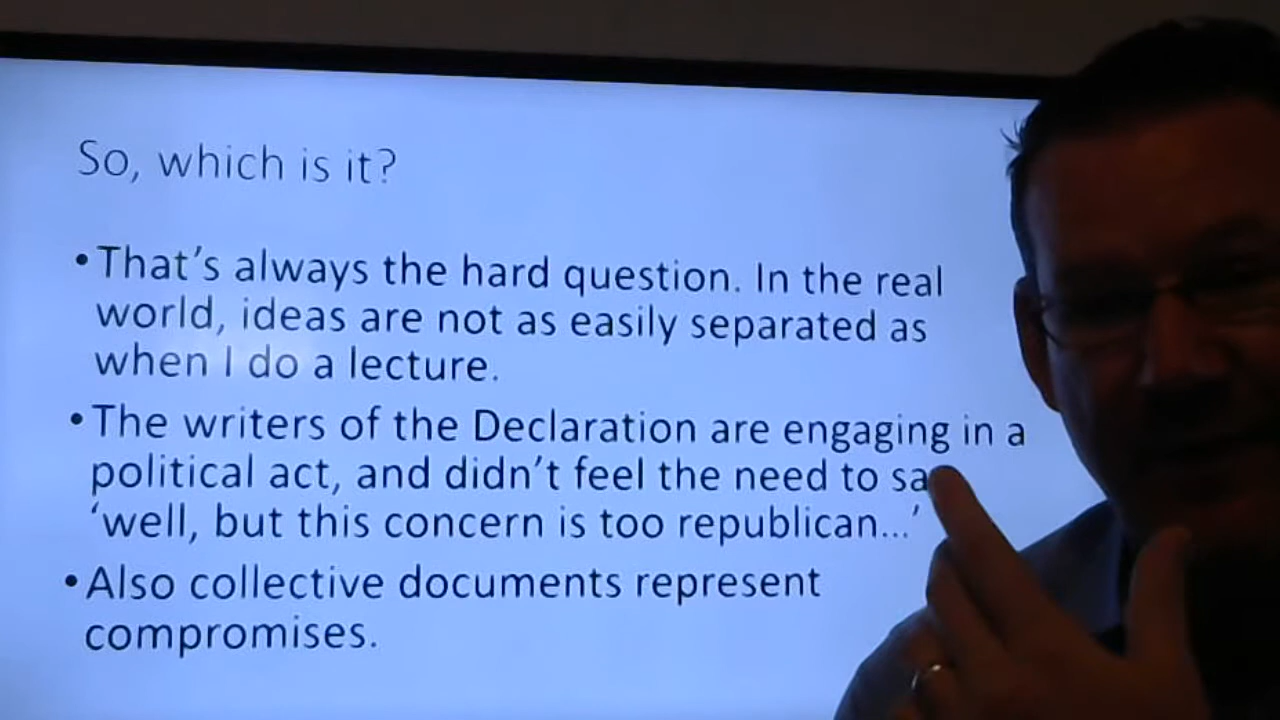 So, which is it?
•That's always the hard question. In the real
world, ideas are not as easily separated as
when I do a lecture.
•The writers of the Declaration are engaging in a
political act, and didn't feel the need to
'well, but this concern is too republican...'
•Also collective documents represent
compromises.